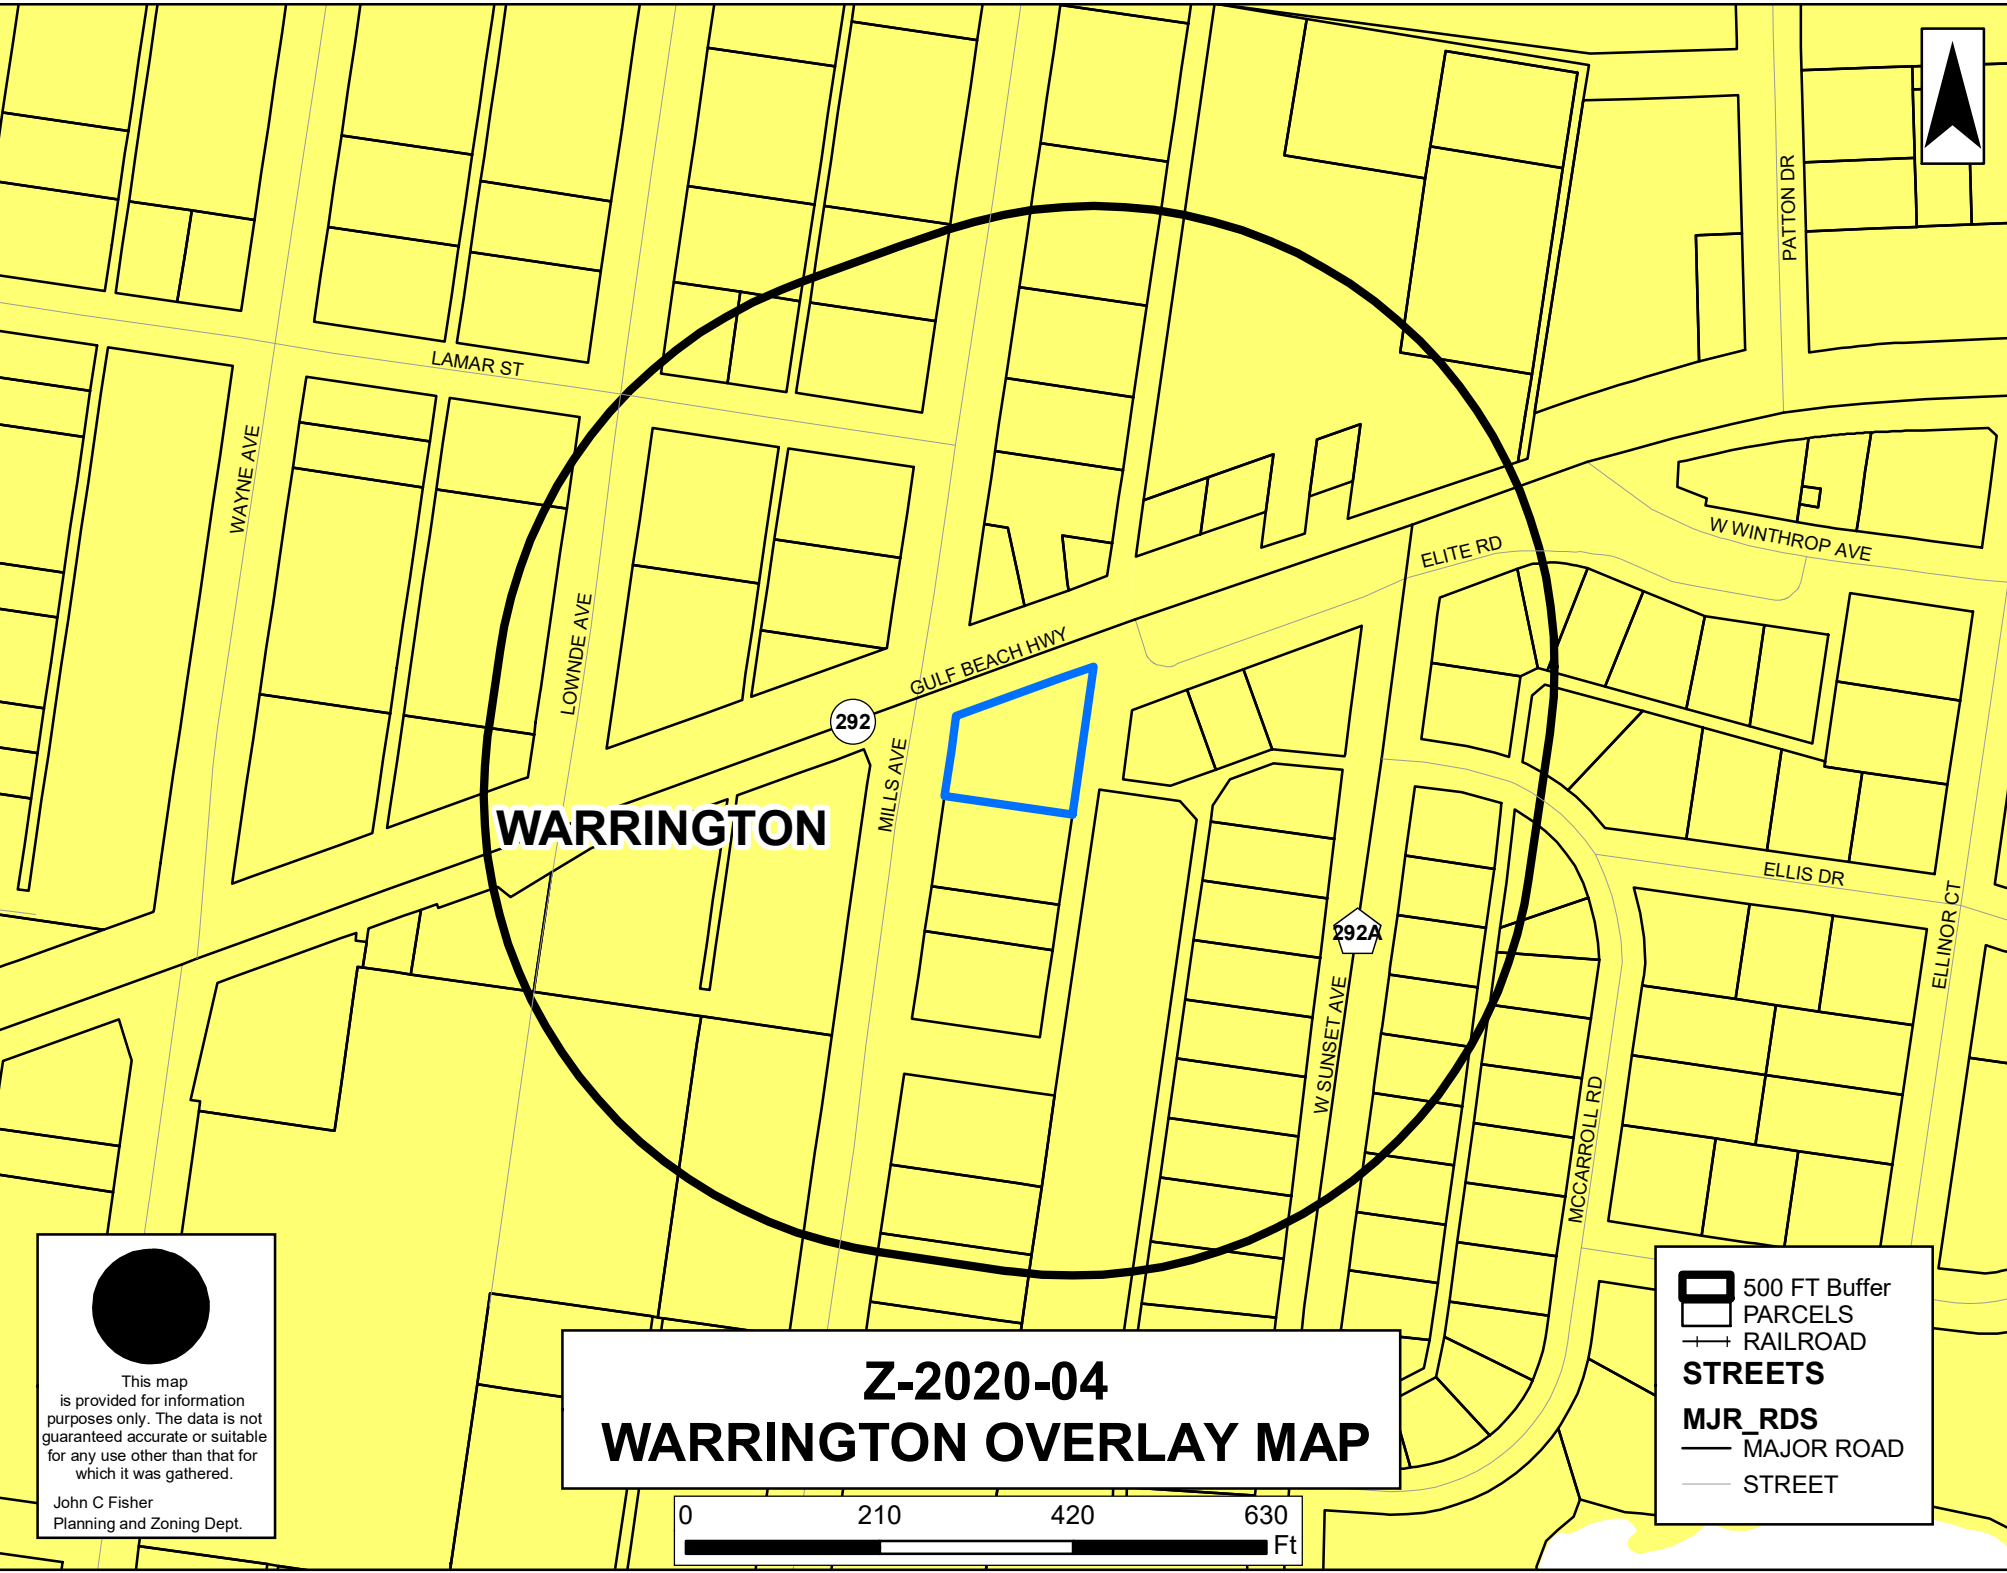 PATTON DR
LAMAR ST
WAYNE AVE
W WINTHROP AVE
ELITE RD
LOWNDE AVE
GULF BEACH HWY
292
MILLS AVE
WARRINGTON
ELLIS DR
292A
ELLINOR CT
W SUNSET AVE
MCCARROLL RD
This map
is provided for information
purposes only. The data is not
guaranteed accurate or suitable
for any use other than that for
which it was gathered.
John C Fisher
Planning and Zoning Dept.
Z-2020-04
WARRINGTON OVERLAY MAP
0 210 420 630
Ft
500 FT Buffer
PARCELS
RAILROAD
STREETS
MJR_RDS
MAJOR ROAD
STREET